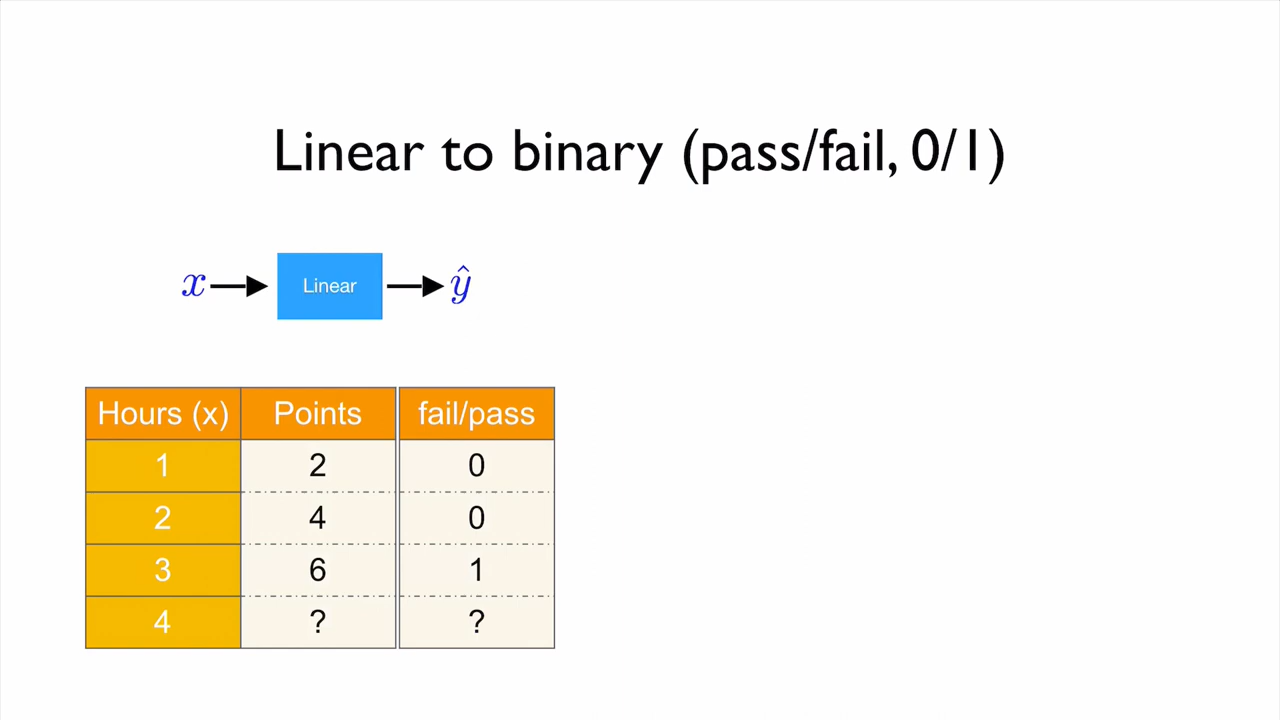 Linear to binary (pass/fail, 0/1)
x Linear ŷ
Hours (x) Points fail/pass
1 2 0
2 4 0
3 6 1
4 ? ?